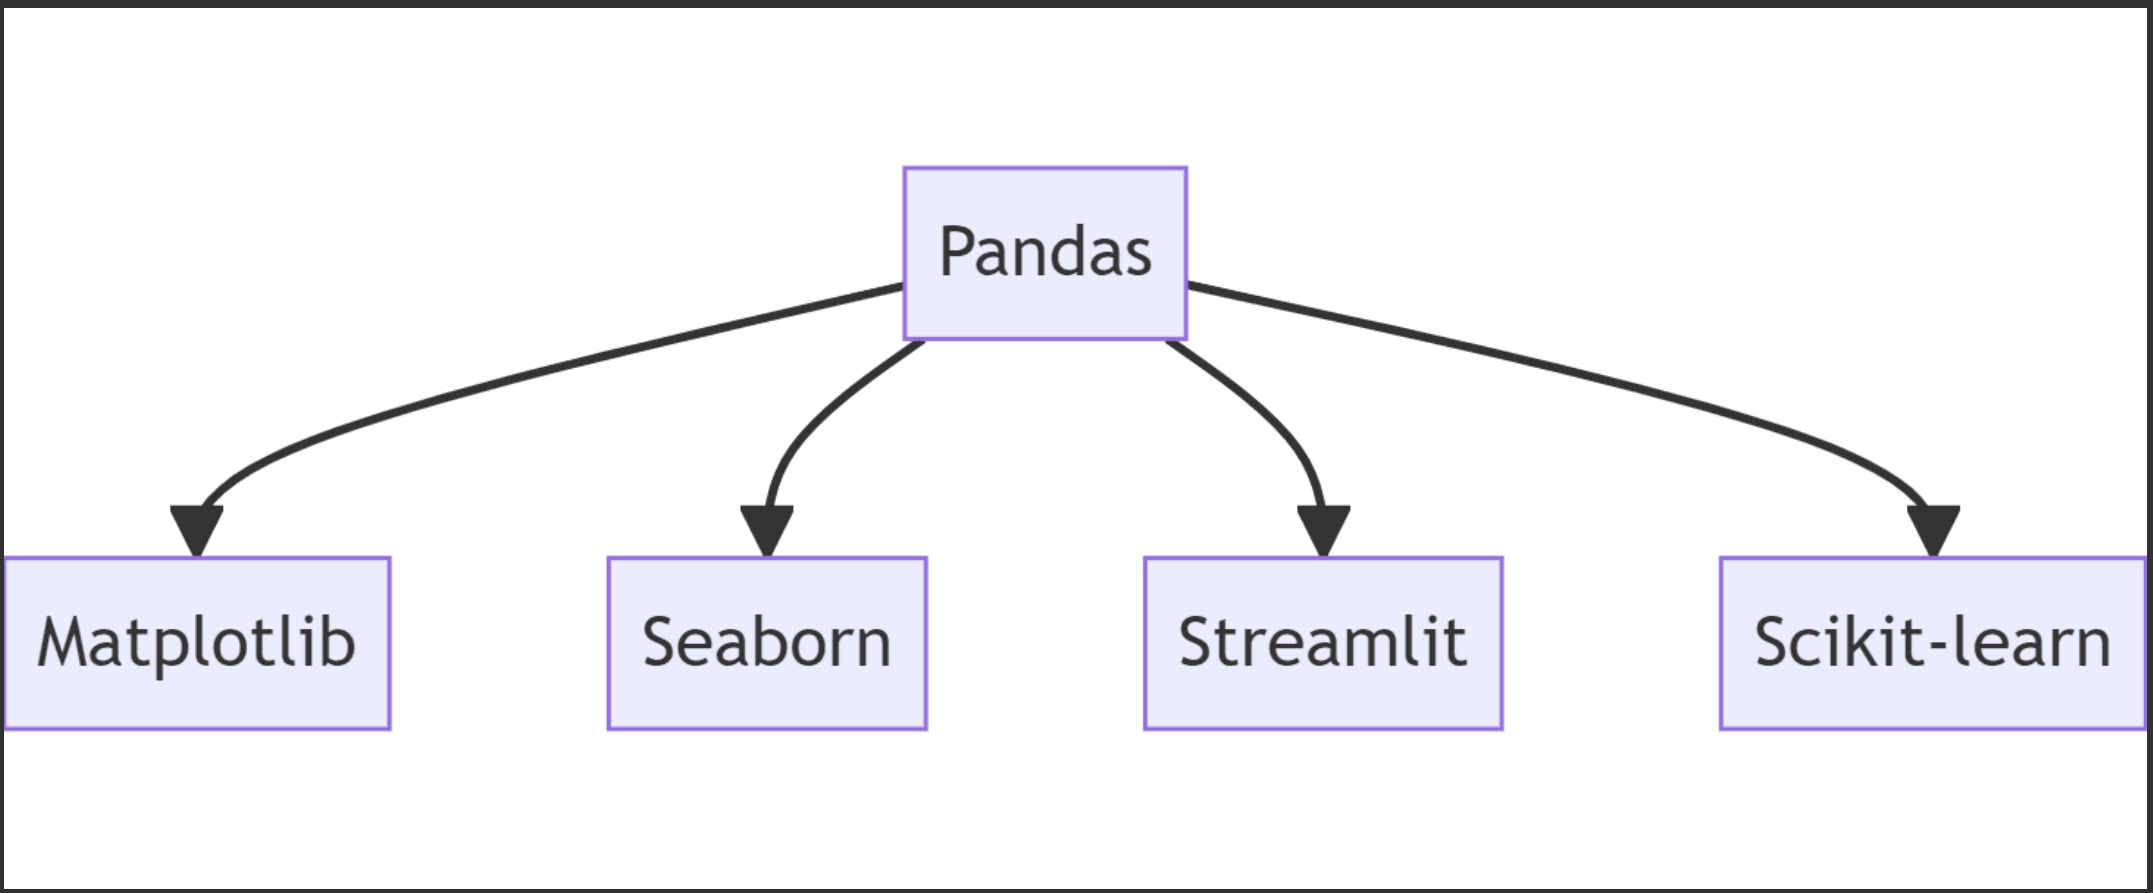 Pandas
Matplotlib
Seaborn
Streamlit
Scikit-learn